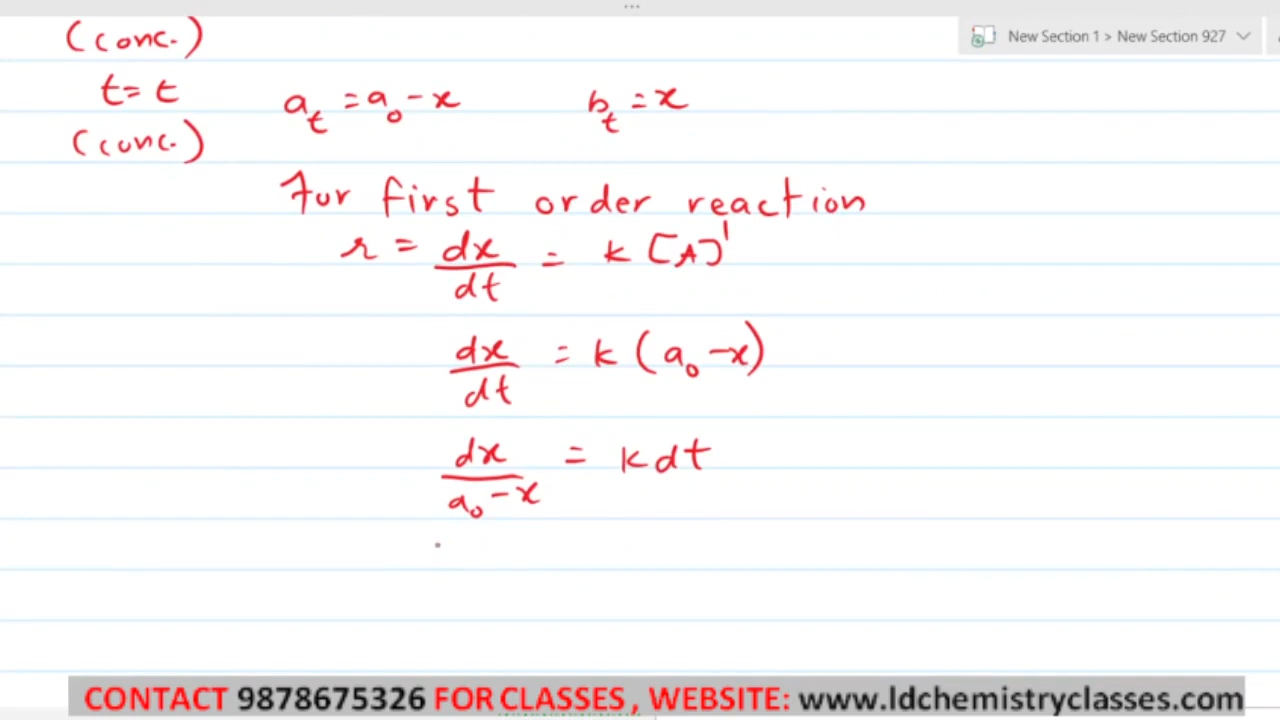 ...
New Section 1 > New Section 927
(conc.)
t = t
(conc.)
a_t = a_0 - x    b_t = x
For first order reaction
r = dx/dt = k [A]^1
dx/dt = k (a_0 - x)
dx/(a_0 - x) = k dt
CONTACT 9878675326 FOR CLASSES , WEBSITE: www.ldchemistryclasses.com